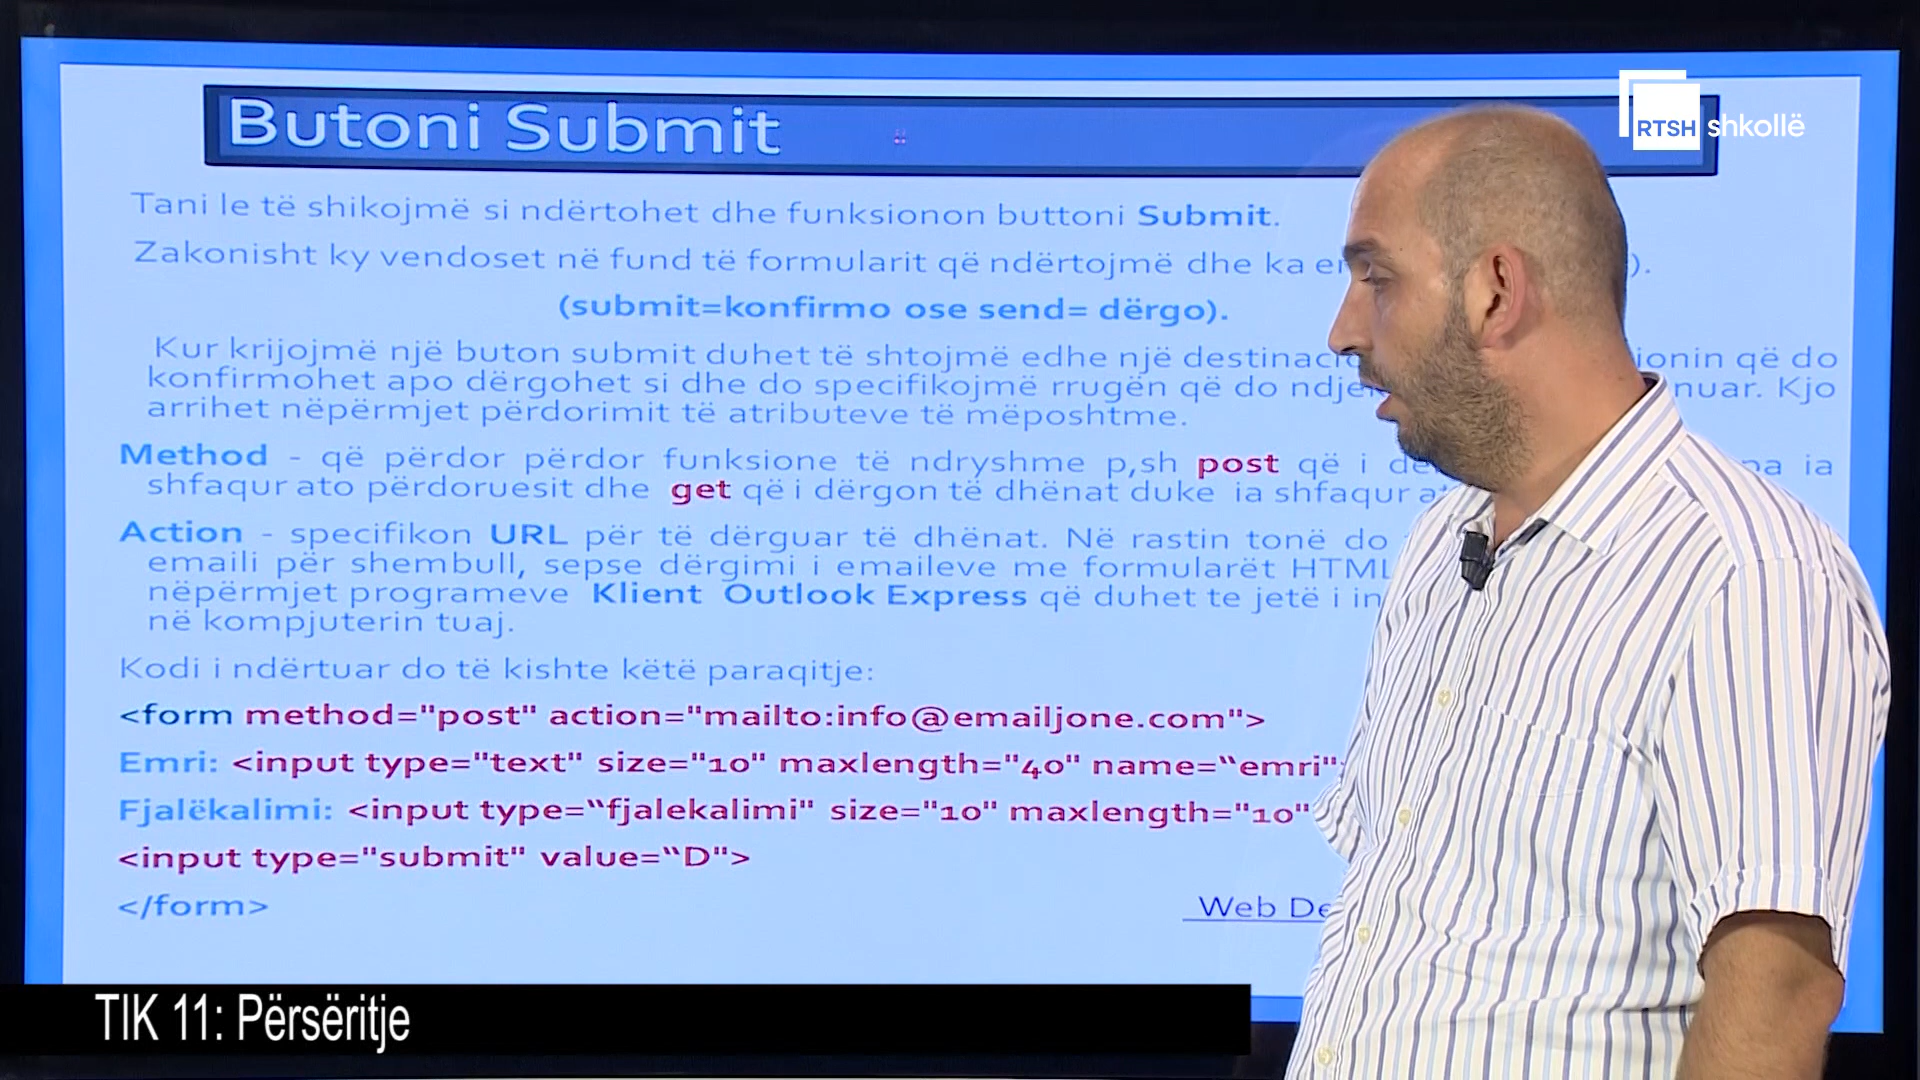 Butoni Submit
RTSH shkollë
Tani le të shikojmë si ndërtohet dhe funksionon buttoni Submit.
Zakonisht ky vendoset në fund të formularit që ndërtojmë dhe ka ).
(submit=konfirmo ose send= dërgo).
Kur krijojmë një buton submit duhet të shtojmë edhe një që do
konfirmohet apo dërgohet si dhe do specifikojmë rrugën që do Kjo
arrihet nëpërmjet përdorimit të atributeve të mëposhtme.
Method - që përdor përdor funksione të ndryshme p,sh post që i ia
shfaqur ato përdoruesit dhe get që i dërgon të dhënat duke ia shfaqur
Action - specifikon URL për të dërguar të dhënat. Në rastin tonë do
emaili për shembull, sepse dërgimi i emaileve me formularët HTML
nëpërmjet programeve Klient Outlook Express që duhet te jetë i
në kompjuterin tuaj.
Kodi i ndërtuar do të kishte këtë paraqitje:
<form method="post" action="mailto:info@emailjone.com">
Emri: <input type="text" size="10" maxlength="40" name=“emri"
Fjalëkalimi: <input type=“fjalekalimi" size="10" maxlength="10"
<input type="submit" value=“D">
</form>
Web
TIK 11: Përsëritje